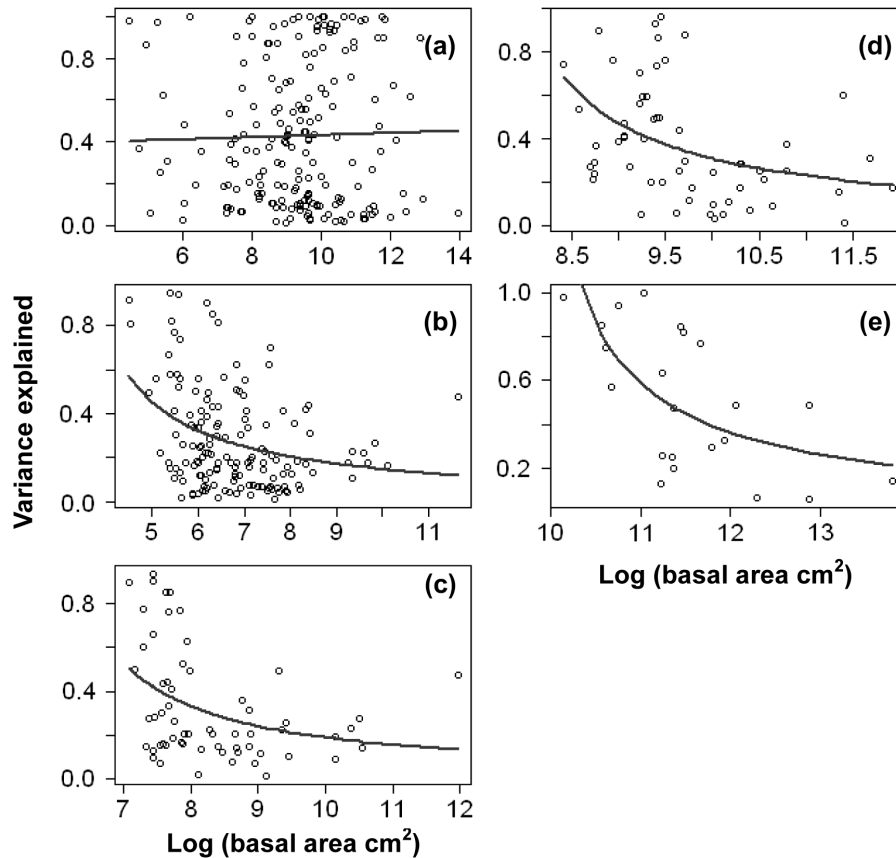 (a)
0.8
0.4
0.0
6 8 10 12 14
(d)
0.8
0.4
0.0
8.5 9.5 10.5 11.5
Variance explained
(b)
0.8
0.4
0.0
5 6 7 8 9 10 11
(e)
1.0
0.6
0.2
10 11 12 13
Log (basal area cm²)
(c)
0.8
0.4
0.0
7 8 9 10 11 12
Log (basal area cm²)